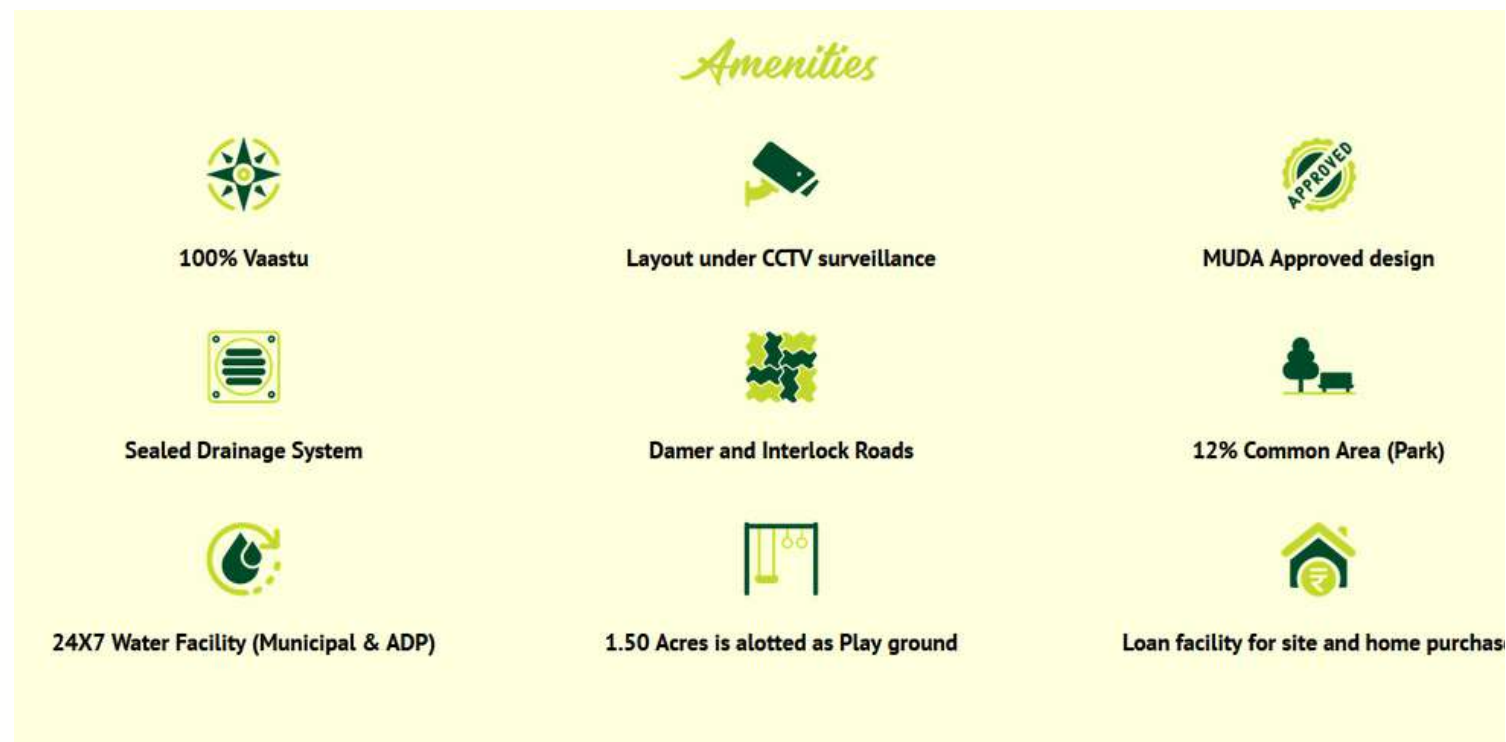 Amenities
APPROVED
100% Vaastu
Layout under CCTV surveillance
MUDA Approved design
Sealed Drainage System
Damer and Interlock Roads
12% Common Area (Park)
₹
24X7 Water Facility (Municipal & ADP)
1.50 Acres is alotted as Play ground
Loan facility for site and home purchase